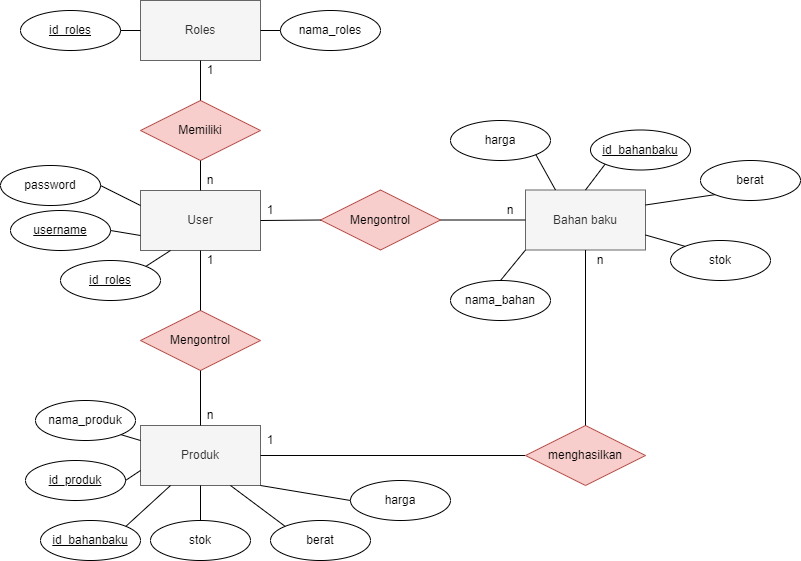 id_roles
Roles
nama_roles
1
Memiliki
n
password
User
username
id_roles
1
Mengontrol
n
harga
id_bahanbaku
berat
Bahan baku
stok
nama_bahan
n
1
Mengontrol
n
nama_produk
1
Produk
menghasilkan
id_produk
harga
id_bahanbaku
stok
berat